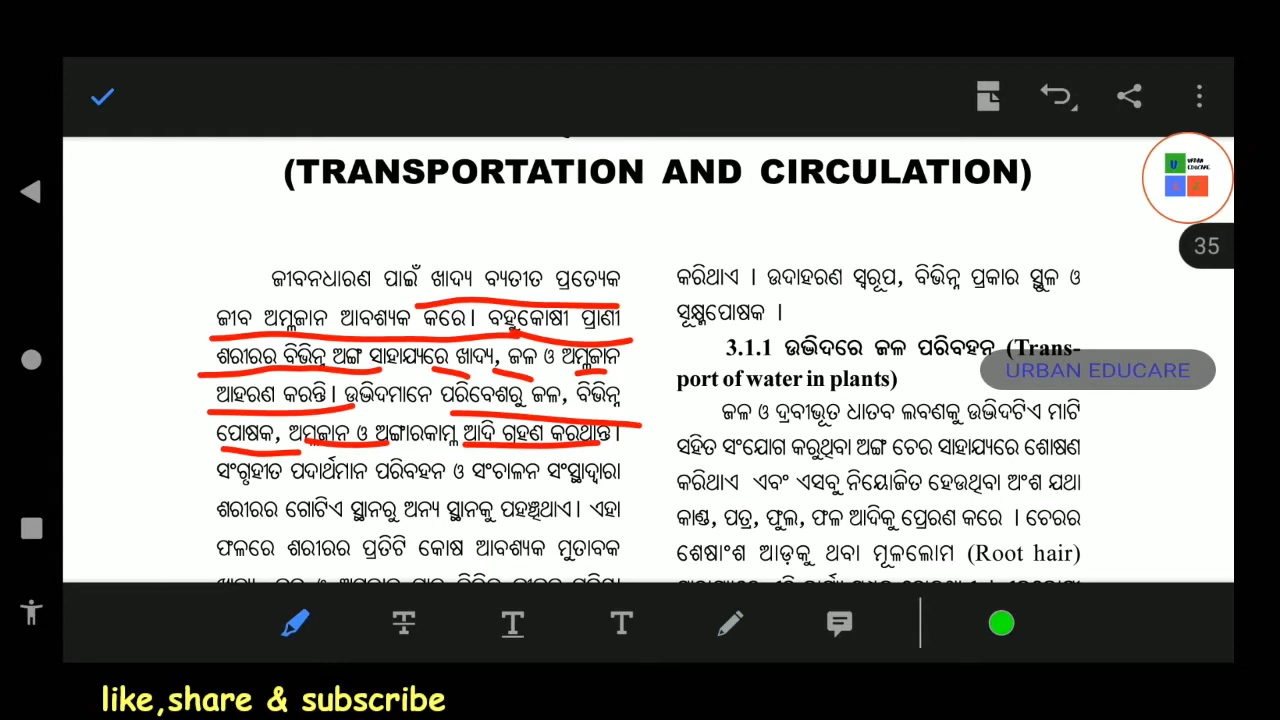 (TRANSPORTATION AND CIRCULATION)
URBAN EDUCARE
35
ଜୀବନଧାରଣ ପାଇଁ ଖାଦ୍ୟ ବ୍ୟତୀତ ପ୍ରତ୍ୟେକ
ଜୀବ ଅମ୍ଳଜାନ ଆବଶ୍ୟକ କରେ। ବହୁକୋଷୀ ପ୍ରାଣୀ
ଶରୀରର ବିଭିନ୍ନ ଅଙ୍ଗ ସାହାଯ୍ୟରେ ଖାଦ୍ୟ, ଜଳ ଓ ଅମ୍ଳଜାନ
ଆହରଣ କରନ୍ତି। ଉଦ୍ଭିଦମାନେ ପରିବେଶରୁ ଜଳ, ବିଭିନ୍ନ
ପୋଷକ, ଅମ୍ଳଜାନ ଓ ଅଙ୍ଗାରକାମ୍ଳ ଆଦି ଗ୍ରହଣ କରଥାନ୍ତି।
ସଂଗୃହୀତ ପଦାର୍ଥମାନ ପରିବହନ ଓ ସଂଚାଳନ ସଂସ୍ଥାଦ୍ୱାରା
ଶରୀରର ଗୋଟିଏ ସ୍ଥାନରୁ ଅନ୍ୟ ସ୍ଥାନକୁ ପହଞ୍ଚିଥାଏ। ଏହା
ଫଳରେ ଶରୀରର ପ୍ରତିଟି କୋଷ ଆବଶ୍ୟକ ମୁତାବକ
କରିଥାଏ । ଉଦାହରଣ ସ୍ୱରୂପ, ବିଭିନ୍ନ ପ୍ରକାର ସ୍ଥୁଳ ଓ
ସୂକ୍ଷ୍ମପୋଷକ ।
3.1.1 ଉଦ୍ଭିଦରେ ଜଳ ପରିବହନ (Trans-
port of water in plants)
URBAN EDUCARE
ଜଳ ଓ ଦ୍ରବୀଭୂତ ଧାତବ ଲବଣକୁ ଉଦ୍ଭିଦଟିଏ ମାଟି
ସହିତ ସଂଯୋଗ କରୁଥିବା ଅଙ୍ଗ ଚେର ସାହାଯ୍ୟରେ ଶୋଷଣ
କରିଥାଏ ଏବଂ ଏସବୁ ନିୟୋଜିତ ହେଉଥିବା ଅଂଶ ଯଥା
କାଣ୍ଡ, ପତ୍ର, ଫୁଲ, ଫଳ ଆଦିକୁ ପ୍ରେରଣ କରେ । ଚେରର
ଶେଷାଂଶ ଆଡ଼କୁ ଥିବା ମୂଳଲୋମ (Root hair)
like,share & subscribe